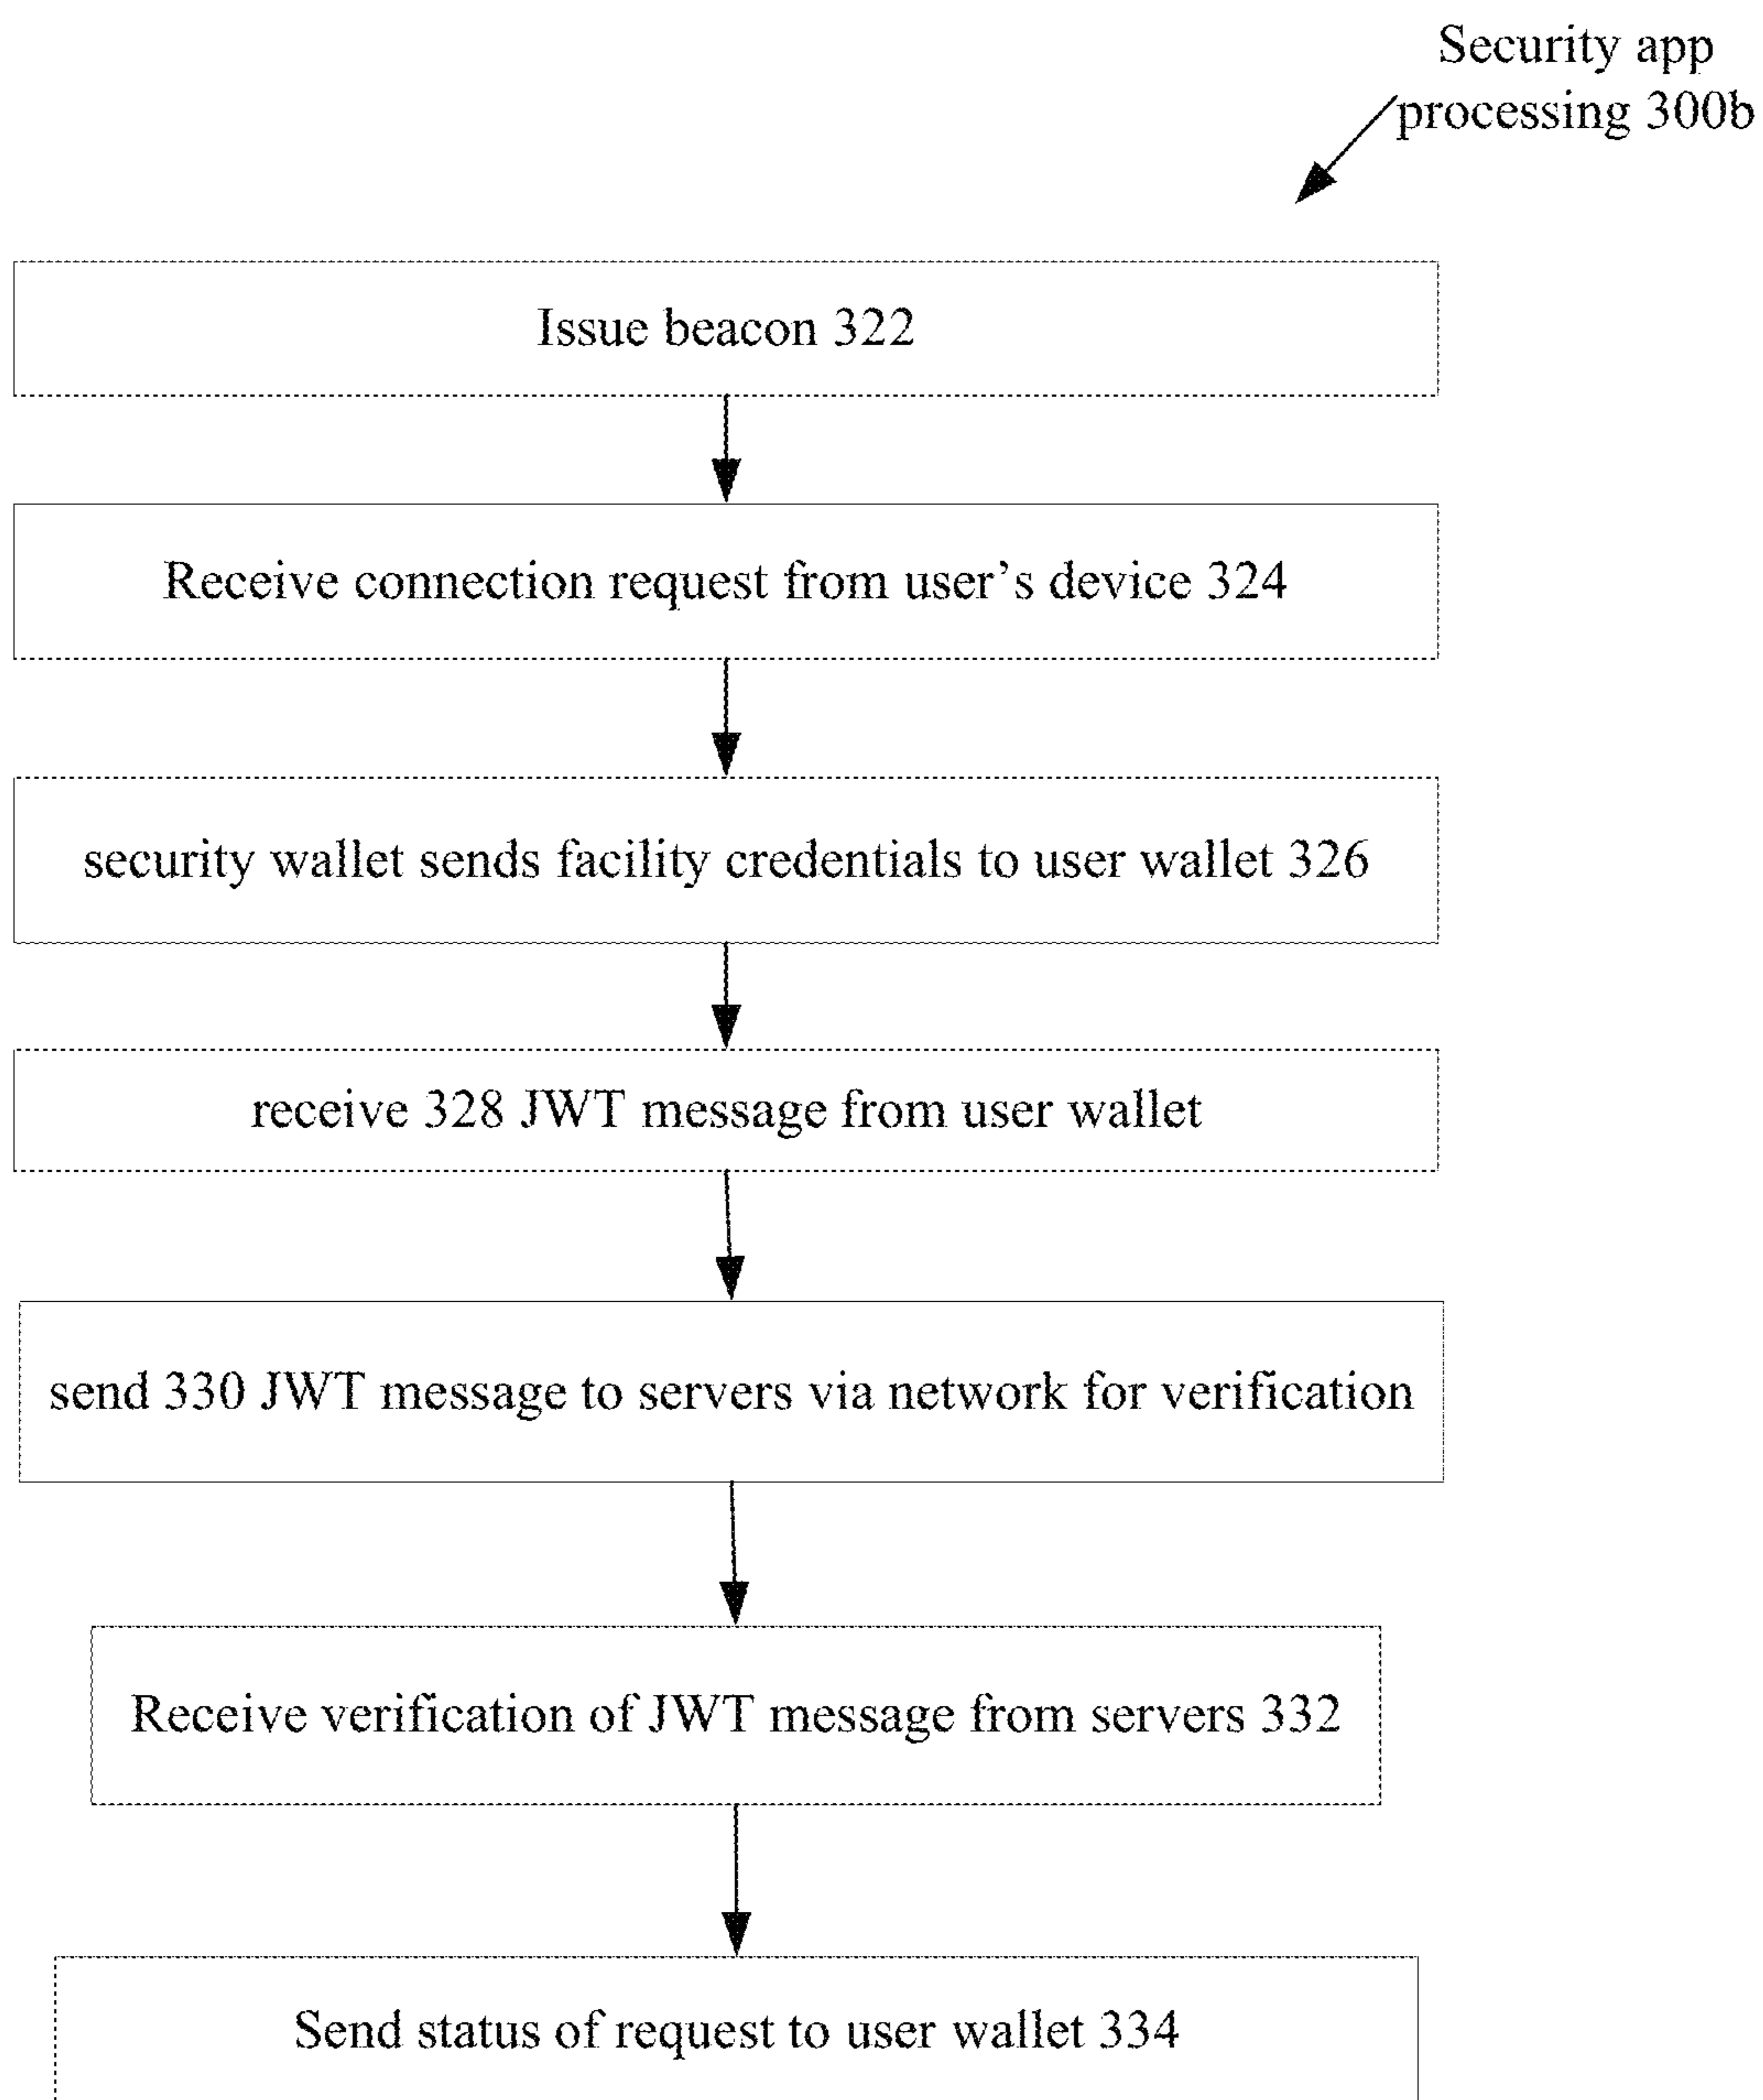 Security app
processing 300b
Issue beacon 322
Receive connection request from user’s device 324
security wallet sends facility credentials to user wallet 326
receive 328 JWT message from user wallet
send 330 JWT message to servers via network for verification
Receive verification of JWT message from servers 332
Send status of request to user wallet 334